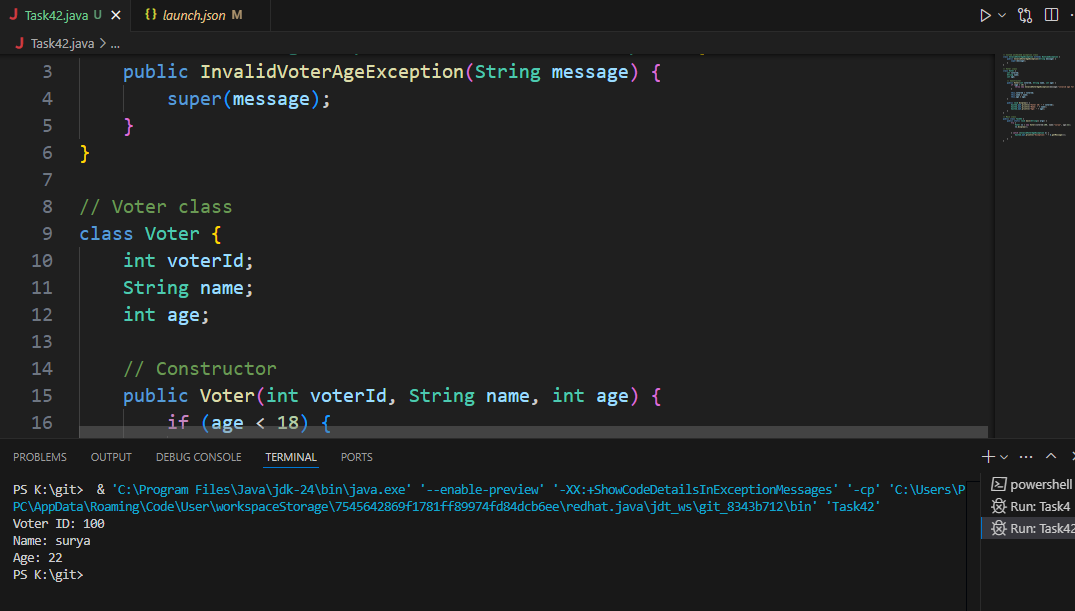 J Task42.java U ×
{} launch.json M
J Task42.java > ...
3 public InvalidVoterAgeException(String message) {
4 super(message);
5 }
6 }
7
8 // Voter class
9 class Voter {
10 int voterId;
11 String name;
12 int age;
13
14 // Constructor
15 public Voter(int voterId, String name, int age) {
16 if (age < 18) {
PROBLEMS OUTPUT DEBUG CONSOLE TERMINAL PORTS
PS K:\git> & 'C:\Program Files\Java\jdk-24\bin\java.exe' '--enable-preview' '-XX:+ShowCodeDetailsInExceptionMessages' '-cp' 'C:\Users\P
PC\AppData\Roaming\Code\User\workspaceStorage\7545642869f1781ff89974fd84dcb6ee\redhat.java\jdt_ws\git_8343b712\bin' 'Task42'
Voter ID: 100
Name: surya
Age: 22
PS K:\git>
powershell
Run: Task4
Run: Task42